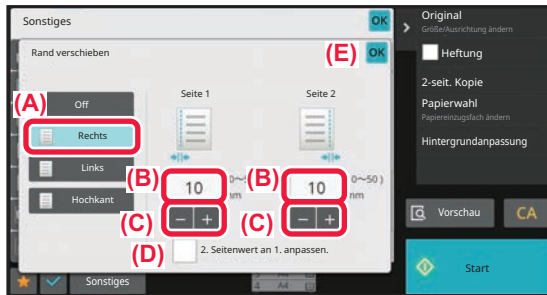 Sonstiges
OK
Original
Größe/Ausrichtung ändern
Rand verschieben
(E)
OK
Heftung
(A)
Off
Seite 1
Seite 2
2-seit. Kopie
Papierwahl
Papiereinzugsfach ändern
Rechts
Hintergrundanpassung
Links
(B)
10
(B)
10
0~50 )
Hochkant
(C)
− +
(C)
− +
Vorschau
CA
(D)
2. Seitenwert an 1. anpassen.
Start
Sonstiges
4 A4